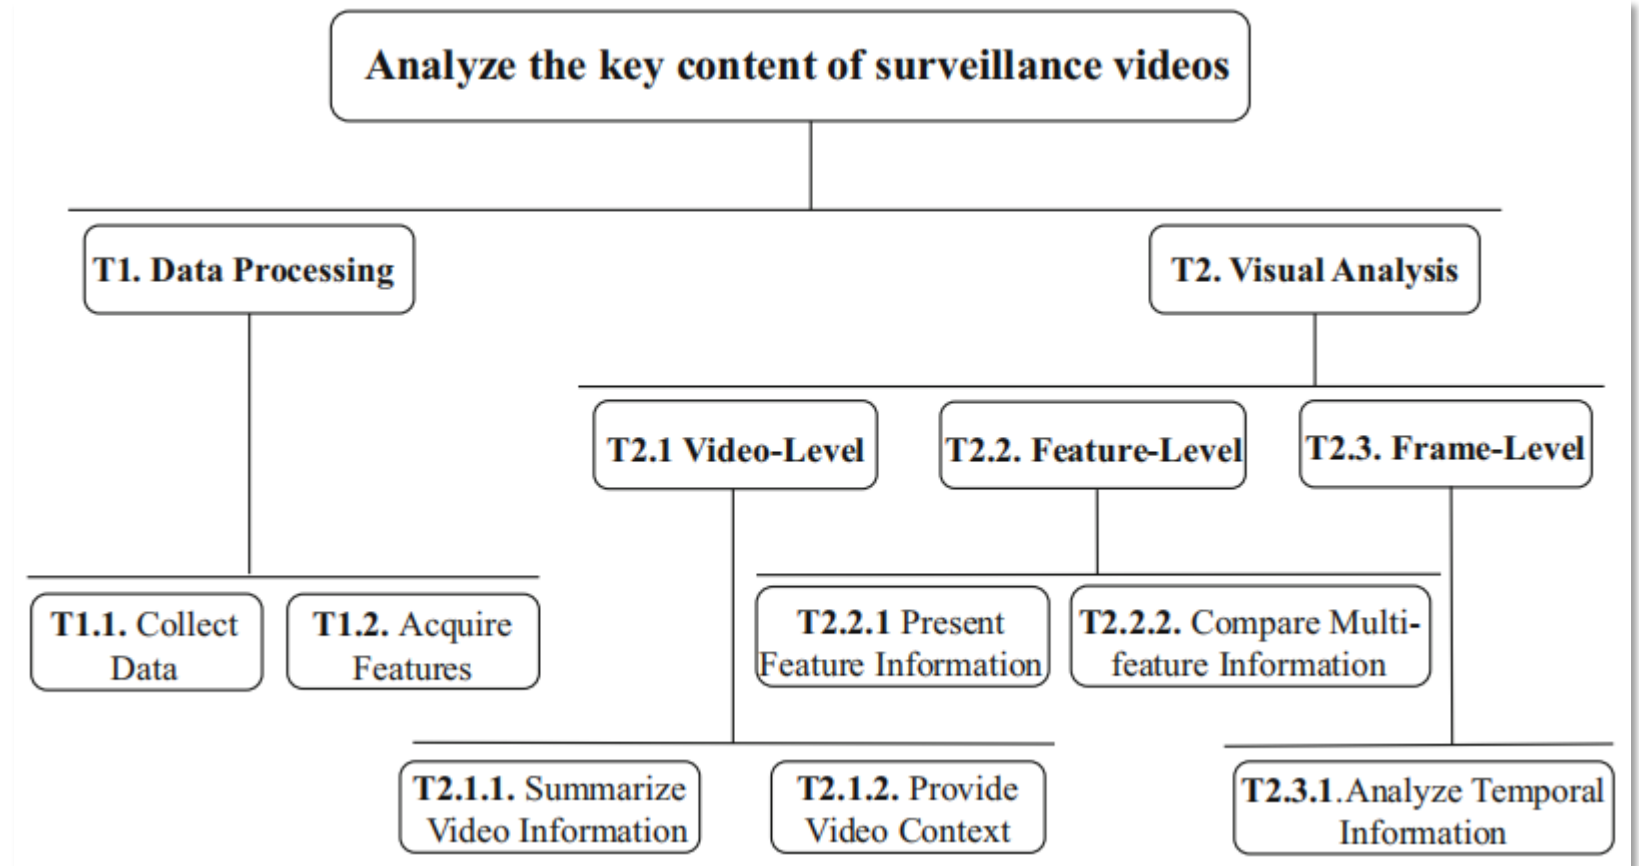 Analyze the key content of surveillance videos
T1. Data Processing
T2. Visual Analysis
T2.1 Video-Level
T2.2. Feature-Level
T2.3. Frame-Level
T1.1. Collect
Data
T1.2. Acquire
Features
T2.2.1 Present
Feature Information
T2.2.2. Compare Multi-
feature Information
T2.1.1. Summarize
Video Information
T2.1.2. Provide
Video Context
T2.3.1.Analyze Temporal
Information